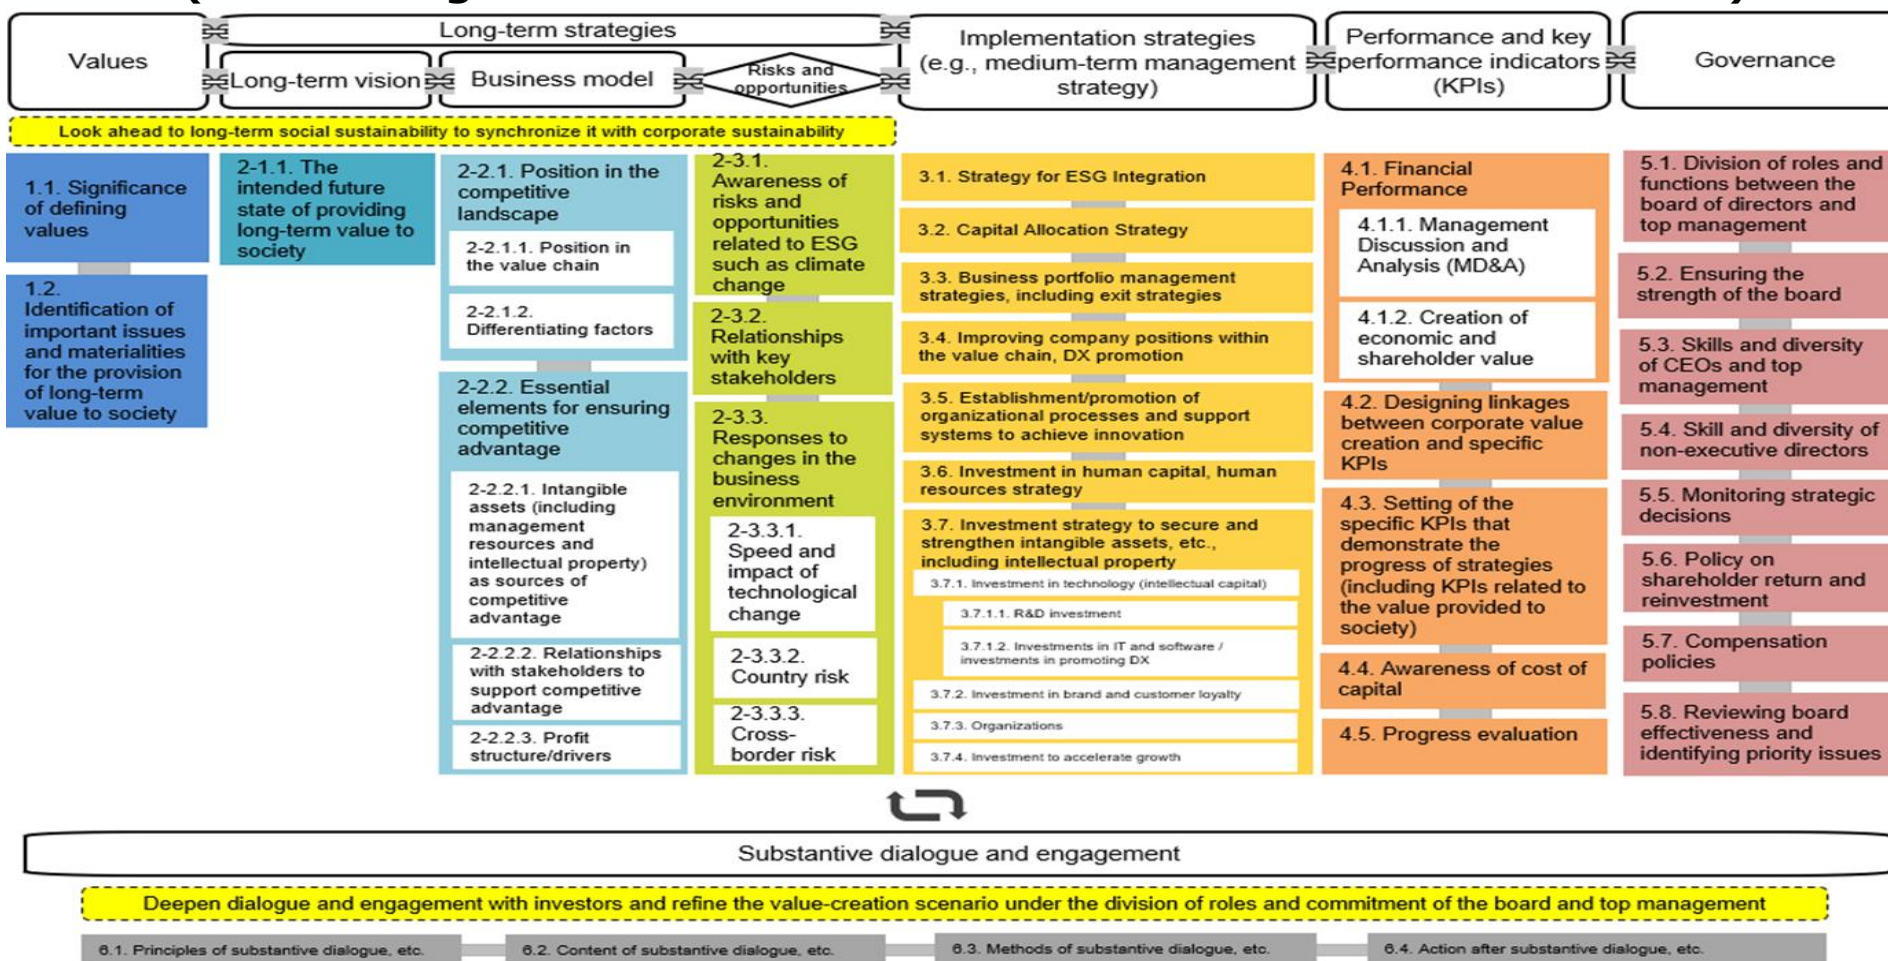 Values
Long-term strategies
Long-term vision
Business model
Risks and
opportunities
Implementation strategies
(e.g., medium-term management
strategy)
Performance and key
performance indicators
(KPIs)
Governance
Look ahead to long-term social sustainability to synchronize it with corporate sustainability
1.1. Significance
of defining
values
1.2.
Identification of
important issues
and materialities
for the provision
of long-term
value to society
2-1.1. The
intended future
state of providing
long-term value to
society
2-2.1. Position in the
competitive
landscape
2-2.1.1. Position in
the value chain
2-2.1.2.
Differentiating factors
2-2.2. Essential
elements for ensuring
competitive
advantage
2-2.2.1. Intangible
assets (including
management
resources and
intellectual property)
as sources of
competitive
advantage
2-2.2.2. Relationships
with stakeholders to
support competitive
advantage
2-2.2.3. Profit
structure/drivers
2-3.1.
Awareness of
risks and
opportunities
related to ESG
such as climate
change
2-3.2.
Relationships
with key
stakeholders
2-3.3.
Responses to
changes in the
business
environment
2-3.3.1.
Speed and
impact of
technological
change
2-3.3.2.
Country risk
2-3.3.3.
Cross-
border risk
3.1. Strategy for ESG Integration
3.2. Capital Allocation Strategy
3.3. Business portfolio management
strategies, including exit strategies
3.4. Improving company positions within
the value chain, DX promotion
3.5. Establishment/promotion of
organizational processes and support
systems to achieve innovation
3.6. Investment in human capital, human
resources strategy
3.7. Investment strategy to secure and
strengthen intangible assets, etc.,
including intellectual property
3.7.1. Investment in technology (intellectual capital)
3.7.1.1. R&D investment
3.7.1.2. Investments in IT and software /
investments in promoting DX
3.7.2. Investment in brand and customer loyalty
3.7.3. Organizations
3.7.4. Investment to accelerate growth
4.1. Financial
Performance
4.1.1. Management
Discussion and
Analysis (MD&A)
4.1.2. Creation of
economic and
shareholder value
4.2. Designing linkages
between corporate value
creation and specific
KPIs
4.3. Setting of the
specific KPIs that
demonstrate the
progress of strategies
(including KPIs related to
the value provided to
society)
4.4. Awareness of cost of
capital
4.5. Progress evaluation
5.1. Division of roles and
functions between the
board of directors and
top management
5.2. Ensuring the
strength of the board
5.3. Skills and diversity
of CEOs and top
management
5.4. Skill and diversity of
non-executive directors
5.5. Monitoring strategic
decisions
5.6. Policy on
shareholder return and
reinvestment
5.7. Compensation
policies
5.8. Reviewing board
effectiveness and
identifying priority issues
Substantive dialogue and engagement
Deepen dialogue and engagement with investors and refine the value-creation scenario under the division of roles and commitment of the board and top management
6.1. Principles of substantive dialogue, etc.
6.2. Content of substantive dialogue, etc.
6.3. Methods of substantive dialogue, etc.
6.4. Action after substantive dialogue, etc.